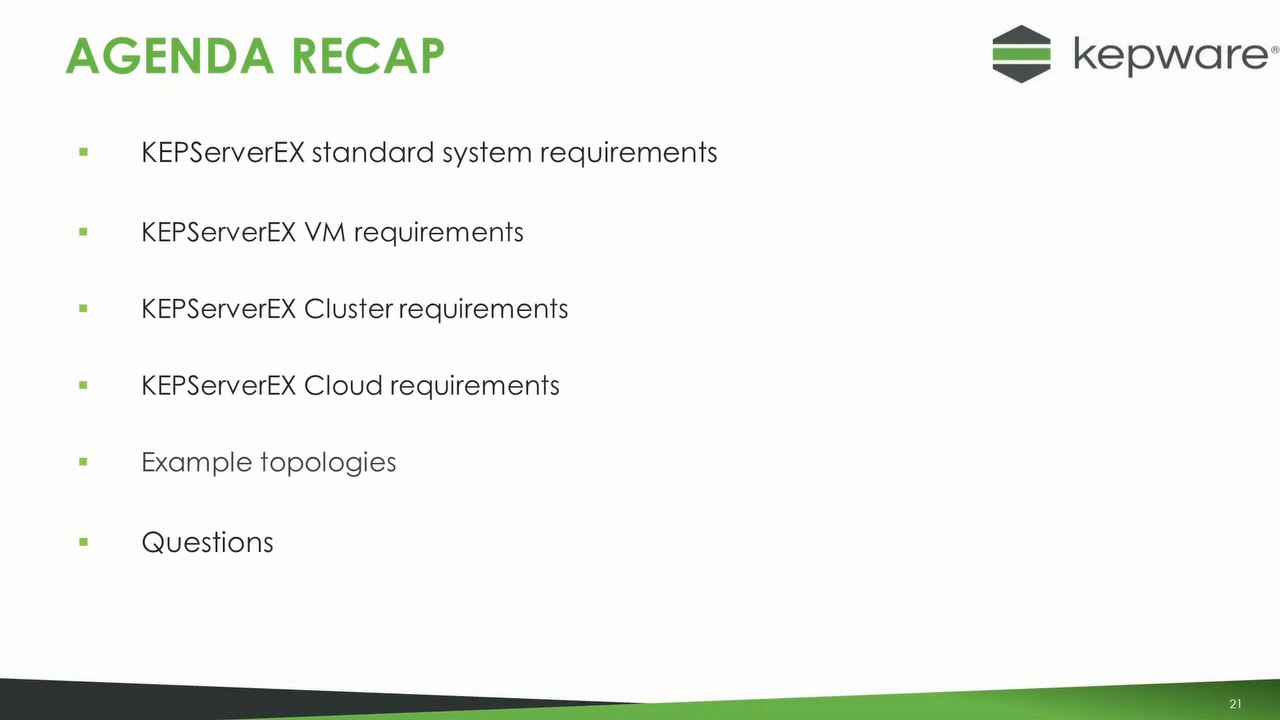 AGENDA RECAP
kepware®
KEPServerEX standard system requirements
KEPServerEX VM requirements
KEPServerEX Cluster requirements
KEPServerEX Cloud requirements
Example topologies
Questions
21